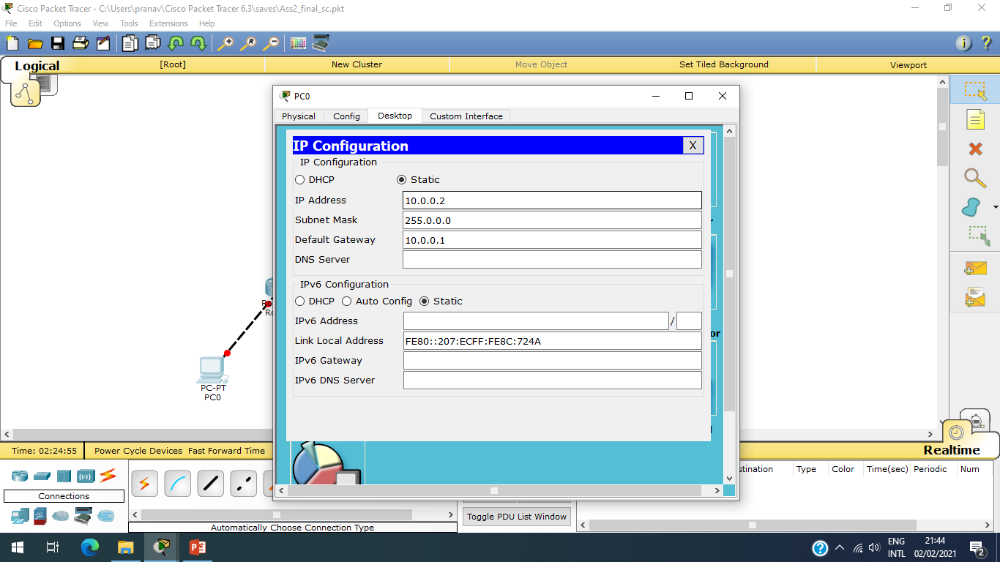 Cisco Packet Tracer - C:\Users\pranav\Cisco Packet Tracer 6.3\saves\Ass2_final_sc.pkt
File Edit Options View Tools Extensions Help
Logical [Root] New Cluster Move Object Set Tiled Background Viewport
PC0
Physical Config Desktop Custom Interface
IP Configuration X
IP Configuration
DHCP Static
IP Address 10.0.0.2
Subnet Mask 255.0.0.0
Default Gateway 10.0.0.1
DNS Server
IPv6 Configuration
DHCP Auto Config Static
IPv6 Address /
Link Local Address FE80::207:ECFF:FE8C:724A
IPv6 Gateway
IPv6 DNS Server
or
PC-PT
PC0
Time: 02:24:55 Power Cycle Devices Fast Forward Time Realtime
stination Type Color Time(sec) Periodic Num
Connections
Toggle PDU List Window
Automatically Choose Connection Type
ENG 21:44
INTL 02/02/2021 2